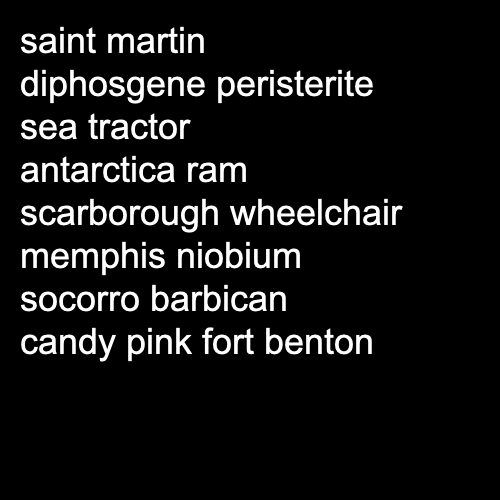 saint martin
diphosgene peristerite
sea tractor
antarctica ram
scarborough wheelchair
memphis niobium
socorro barbican
candy pink fort benton